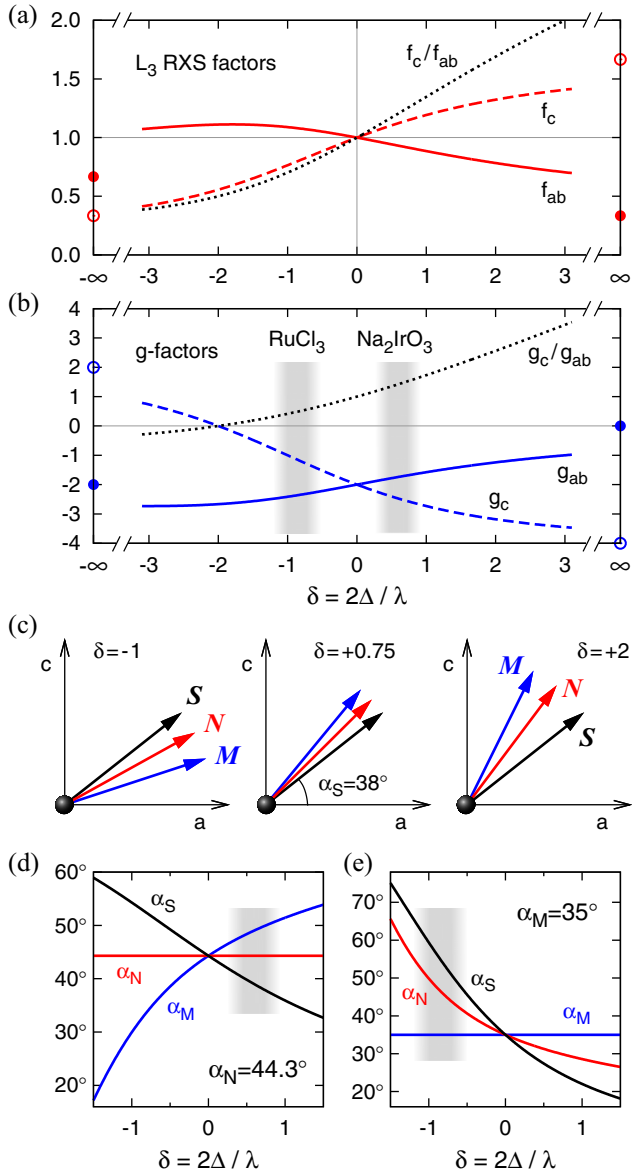 (a)
2.0
1.5
1.0
0.5
0.0
L3 RXS factors
fc/fab
fc
fab
-∞ -3 -2 -1 0 1 2 3 ∞
(b)
4
3
2
1
0
-1
-2
-3
-4
g-factors
RuCl3
Na2IrO3
gc/gab
gab
gc
-∞ -3 -2 -1 0 1 2 3 ∞
δ = 2Δ / λ
(c)
c
δ=-1
S
N
M
a
c
δ=+0.75
αS=38°
a
c
δ=+2
M
N
S
a
(d)
60°
50°
40°
30°
20°
αS
αN
αM
αN=44.3°
-1 0 1
δ = 2Δ / λ
(e)
70°
60°
50°
40°
30°
20°
αM=35°
αS
αN
αM
-1 0 1
δ = 2Δ / λ